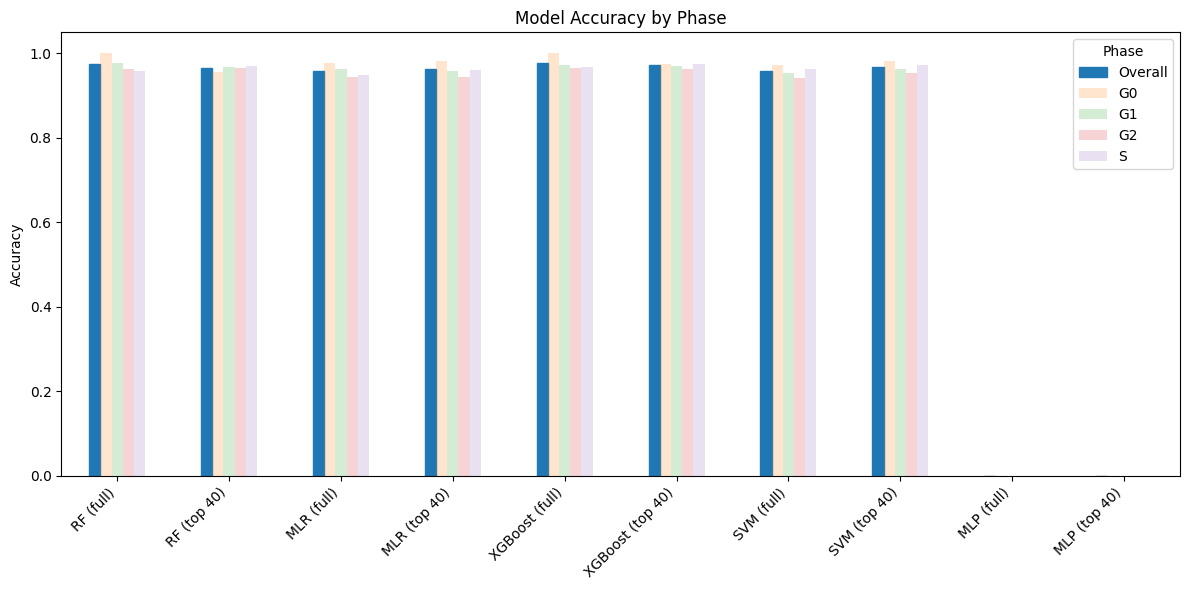 Model Accuracy by Phase
Accuracy
1.0
0.8
0.6
0.4
0.2
0.0
Phase
Overall
G0
G1
G2
S
RF (full)
RF (top 40)
MLR (full)
MLR (top 40)
XGBoost (full)
XGBoost (top 40)
SVM (full)
SVM (top 40)
MLP (full)
MLP (top 40)